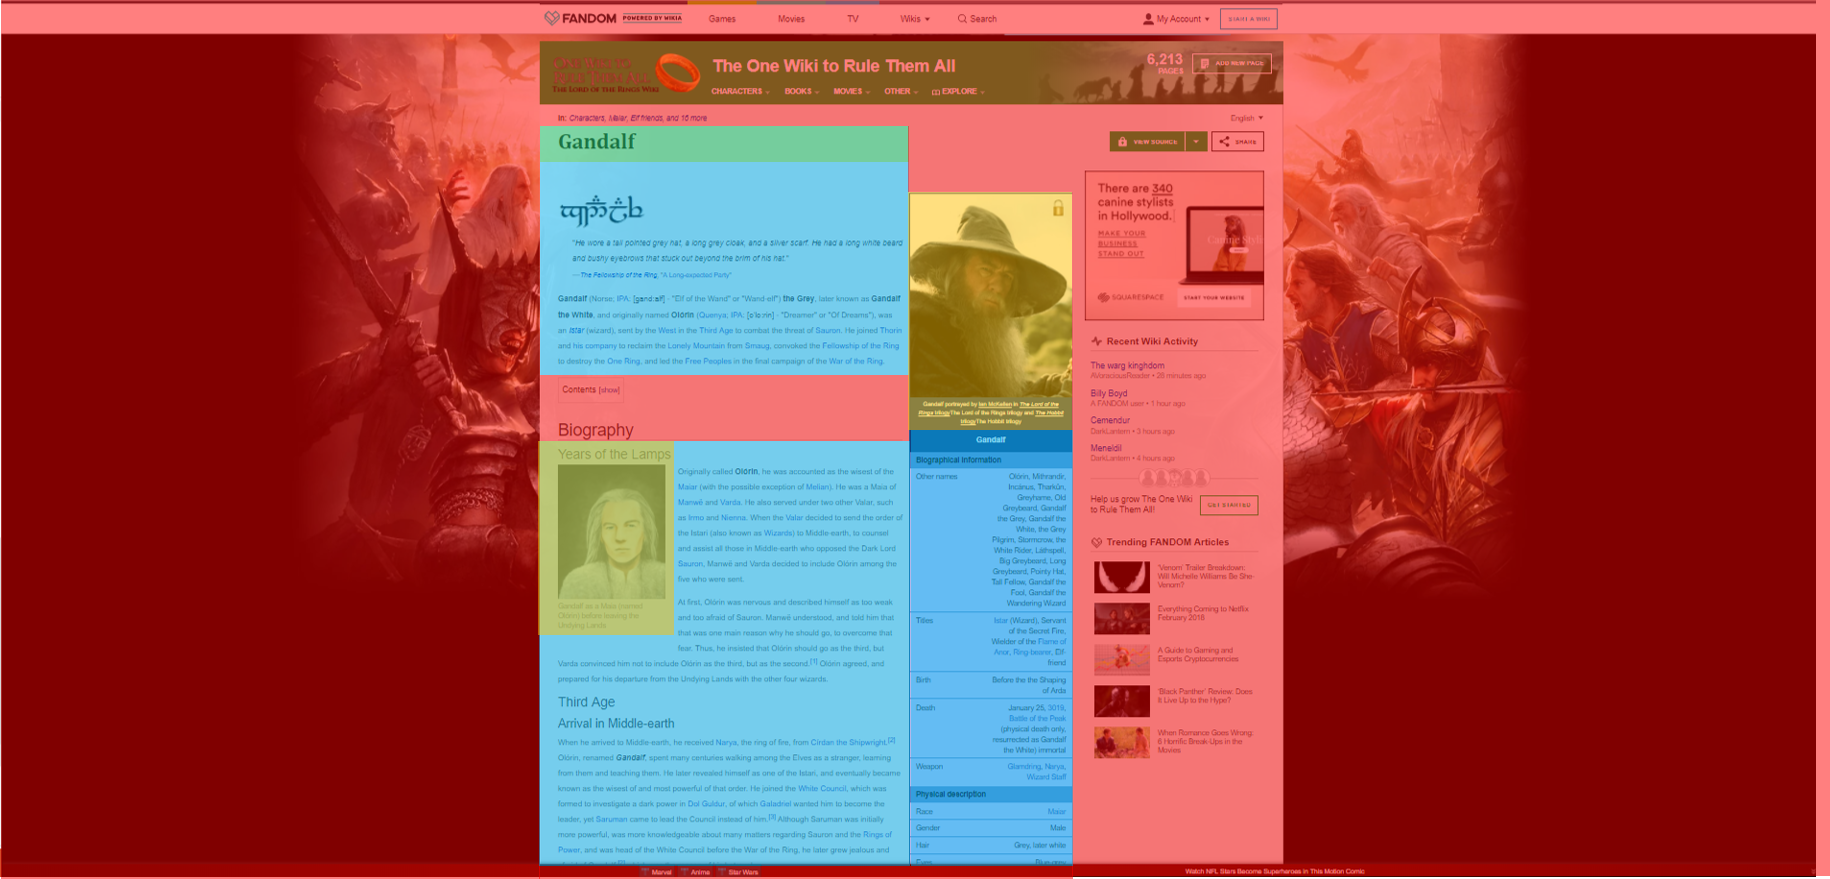 FANDOM POWERED BY WIKIA Games Movies TV Wikis Search My Account START A WIKI
ONE WIKI TO
RULE THEM ALL
THE LORD OF THE RINGS WIKI
The One Wiki to Rule Them All
6,213
PAGES
ADD NEW PAGE
CHARACTERS BOOKS MOVIES OTHER EXPLORE
In: Characters, Maiar, Elf friends, and 16 more
English
Gandalf
VIEW SOURCE SHARE
"He wore a tall pointed grey hat, a long grey cloak, and a silver scarf. He had a long white beard
and bushy eyebrows that stuck out beyond the brim of his hat."
— The Fellowship of the Ring, "A Long-expected Party"
Gandalf (Norse; IPA: [gand:alf] - "Elf of the Wand" or "Wand-elf") the Grey, later known as Gandalf
the White, and originally named Olórin (Quenya, "Dreamer" or "Of Dreams"), was
an Istar (wizard), sent by the West in the Third Age to combat the threat of Sauron. He joined Thorin
and his company to reclaim the Lonely Mountain from Smaug, convoked the Fellowship of the Ring
to destroy the One Ring, and led the Free Peoples in the final campaign of the War of the Ring.
Contents [show]
Biography
Years of the Lamps
Gandalf as a Maia (named
Olórin) before leaving the
Undying Lands
Originally called Olórin, he was accounted as the wisest of the
Maiar (with the possible exception of Melian). He was a Maia of
Manwë and Varda. He also served under two other Valar, such
as Irmo and Nienna. When the Valar decided to send the order of
the Istari (also known as Wizards) to Middle-earth, to counsel
and assist all those in Middle-earth who opposed the Dark Lord
Sauron, Manwë and Varda decided to include Olórin among the
five who were sent.
At first, Olórin was nervous and described himself as too weak
and too afraid of Sauron. Manwë understood, and told him that
that was one main reason why he should go, to overcome that
fear. Thus, he insisted that Olórin should go as the third, but
Varda convinced him not to include Olórin as the third, but as the second.[1] Olórin agreed, and
prepared for his departure from the Undying Lands with the other four wizards.
Third Age
Arrival in Middle-earth
When he arrived to Middle-earth, he received Narya, the ring of fire, from Círdan the Shipwright.[2]
Olórin, renamed Gandalf, spent many centuries walking among the Elves as a stranger, learning
from them and teaching them. He later revealed himself as one of the Istari, and eventually became
known as the wisest of and most powerful of that order. He joined the White Council, which was
formed to investigate a dark power in Dol Guldur, of which Galadriel wanted him to become the
leader, yet Saruman came to lead the Council instead of him.[3] Although Saruman was initially
more powerful, was more knowledgeable about many matters regarding Sauron and the Rings of
Power, and was head of the White Council before the War of the Ring, he later grew jealous and
Gandalf portrayed by Ian McKellen in The Lord of the
Rings trilogyThe Lord of the Rings trilogy and The Hobbit
trilogyThe Hobbit trilogy
Gandalf
Biographical information
Other names Olórin, Mithrandir,
Incánus, Tharkûn,
Greyhame, Old
Greybeard, Gandalf
the Grey, Gandalf the
White, the Grey
Pilgrim, Stormcrow, the
White Rider, Láthspell,
Big Greybeard, Long
Greybeard, Pointy Hat,
Tall Fellow, Gandalf the
Fool, Gandalf the
Wandering Wizard
Titles Istar (Wizard), Servant
of the Secret Fire,
Wielder of the Flame of
Anor, Ring-bearer, Elf-
friend
Birth Before the the Shaping
of Arda
Death January 25, 3019,
Battle of the Peak
(physical death only,
resurrected as Gandalf
the White) immortal
Weapon Glamdring, Narya,
Wizard Staff
Physical description
Race Maiar
Gender Male
Hair Grey, later white
Eyes Blue-grey
There are 340
canine stylists
in Hollywood.
MAKE YOUR
BUSINESS
STAND OUT
SQUARESPACE
START YOUR WEBSITE
Recent Wiki Activity
The warg kinghdom
AVoraciousReader • 28 minutes ago
Billy Boyd
A FANDOM user • 1 hour ago
Cemendur
DarkLantern • 3 hours ago
Meneldil
DarkLantern • 4 hours ago
Help us grow The One Wiki
to Rule Them All!
GET STARTED
Trending FANDOM Articles
'Venom' Trailer Breakdown:
Will Michelle Williams Be She-
Venom?
Everything Coming to Netflix
February 2018
A Guide to Gaming and
Esports Cryptocurrencies
'Black Panther' Review: Does
It Live Up to the Hype?
When Romance Goes Wrong:
6 Horrific Break-Ups in the
Movies
Marvel Anime Star Wars
Watch NFL Stars Become Superheroes in This Motion Comic